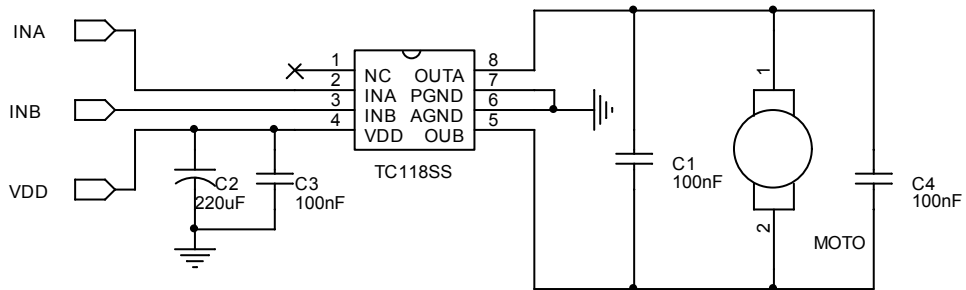 INA
INB
VDD
1
2
3
4
NC
INA
INB
VDD
OUTA
PGND
AGND
OUB
8
7
6
5
TC118SS
C2
220uF
C3
100nF
C1
100nF
1
2
MOTO
C4
100nF